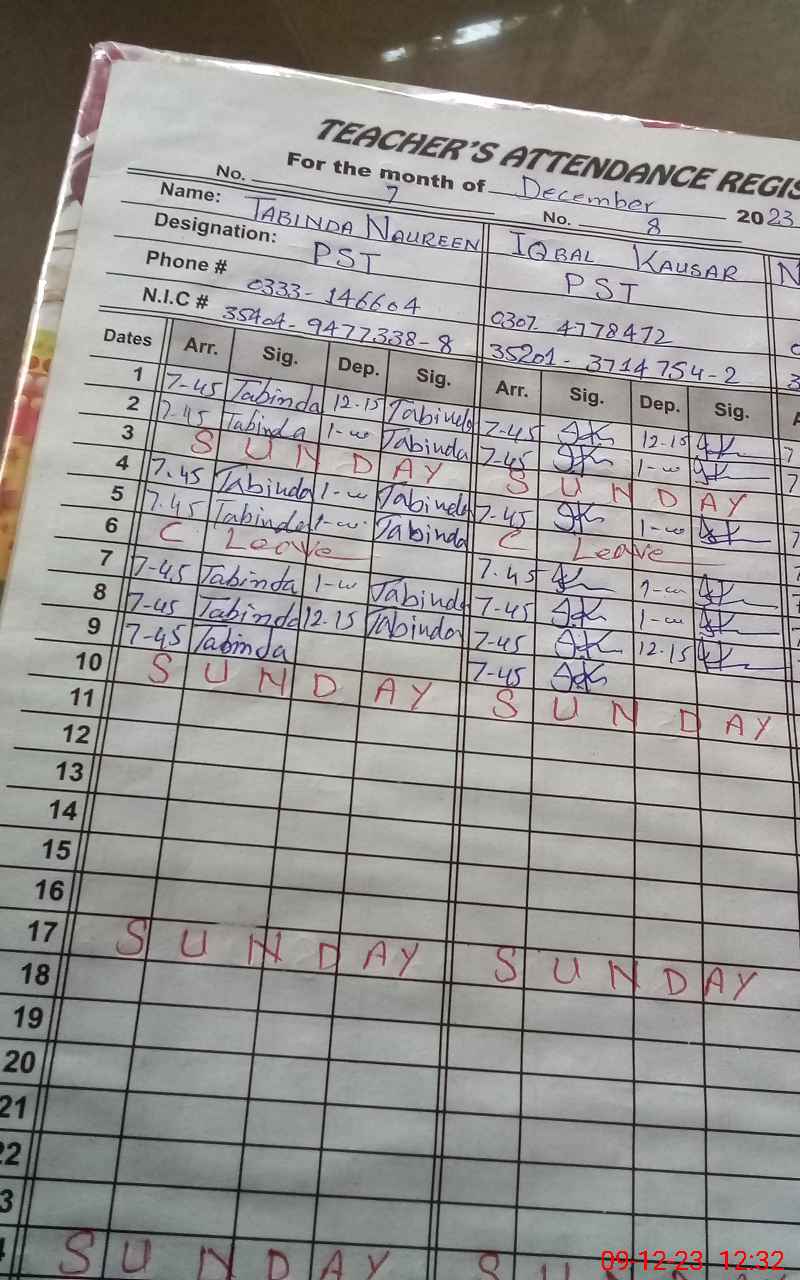 TEACHER'S ATTENDANCE REGIS
For the month of December 2023
No. 7 No. 8
Name: TABINDA NAUREEN IQBAL KAUSAR N
Designation: PST PST
Phone # 0333-146604 0307-4778472
N.I.C # 35404-9477338-8 35201-3714754-2 3
Dates Arr. Sig. Dep. Sig. Arr. Sig. Dep. Sig. A
1 7-45 Tabinda 12.15 Tabinda 7-45 12.15 7
2 7.45 Tabinda 1-00 Tabinda 7-45 1-00 7
3 SUNDAY SUNDAY
4 7.45 Tabinda 1-00 Tabinda 7-45 1-00 7
5 7.45 Tabinda 1-00 Tabinda C Leave
6 C Leave 7.45 1-00
7 7-45 Tabinda 1-00 Tabinda 7-45 1-00
8 7-45 Tabinda 12.15 Tabinda 7-45 12.15
9 7-45 Tabinda 7-45
10 SUNDAY SUNDAY
11
12
13
14
15
16
17 SUNDAY SUNDAY
18
19
20
21
22
3
SUNDAY SU
09-12-23 12:32